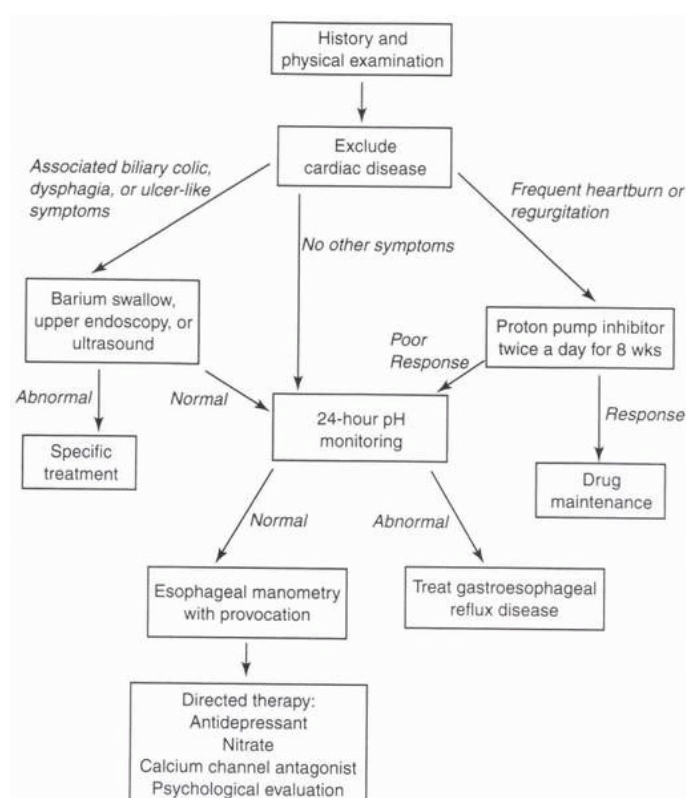 History and
physical examination
Exclude
cardiac disease
Associated biliary colic,
dysphagia, or ulcer-like
symptoms
Frequent heartburn or
regurgitation
No other symptoms
Barium swallow,
upper endoscopy, or
ultrasound
Proton pump inhibitor
twice a day for 8 wks
Poor
Response
Abnormal
Normal
24-hour pH
monitoring
Response
Specific
treatment
Drug
maintenance
Normal
Abnormal
Esophageal manometry
with provocation
Treat gastroesophageal
reflux disease
Directed therapy:
Antidepressant
Nitrate
Calcium channel antagonist
Psychological evaluation